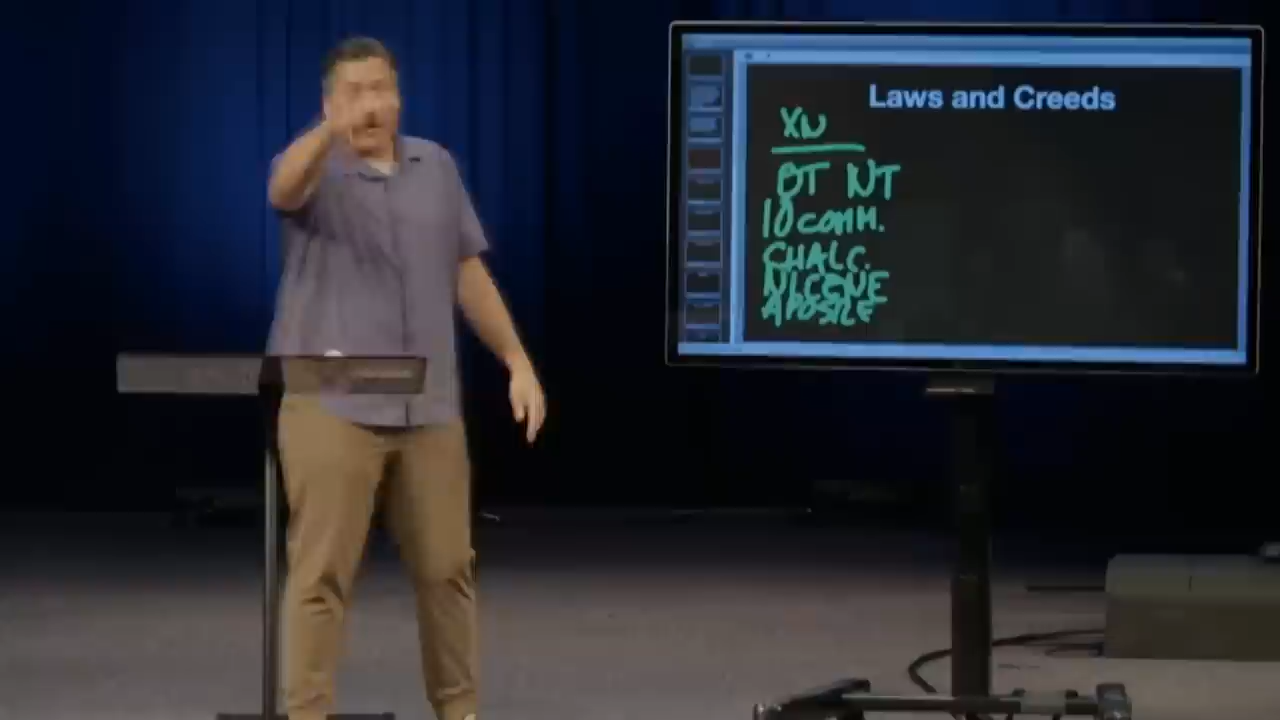 Laws and Creeds
XN
OT NT
10 COMM.
CHALC.
NICENE
APOSTLE